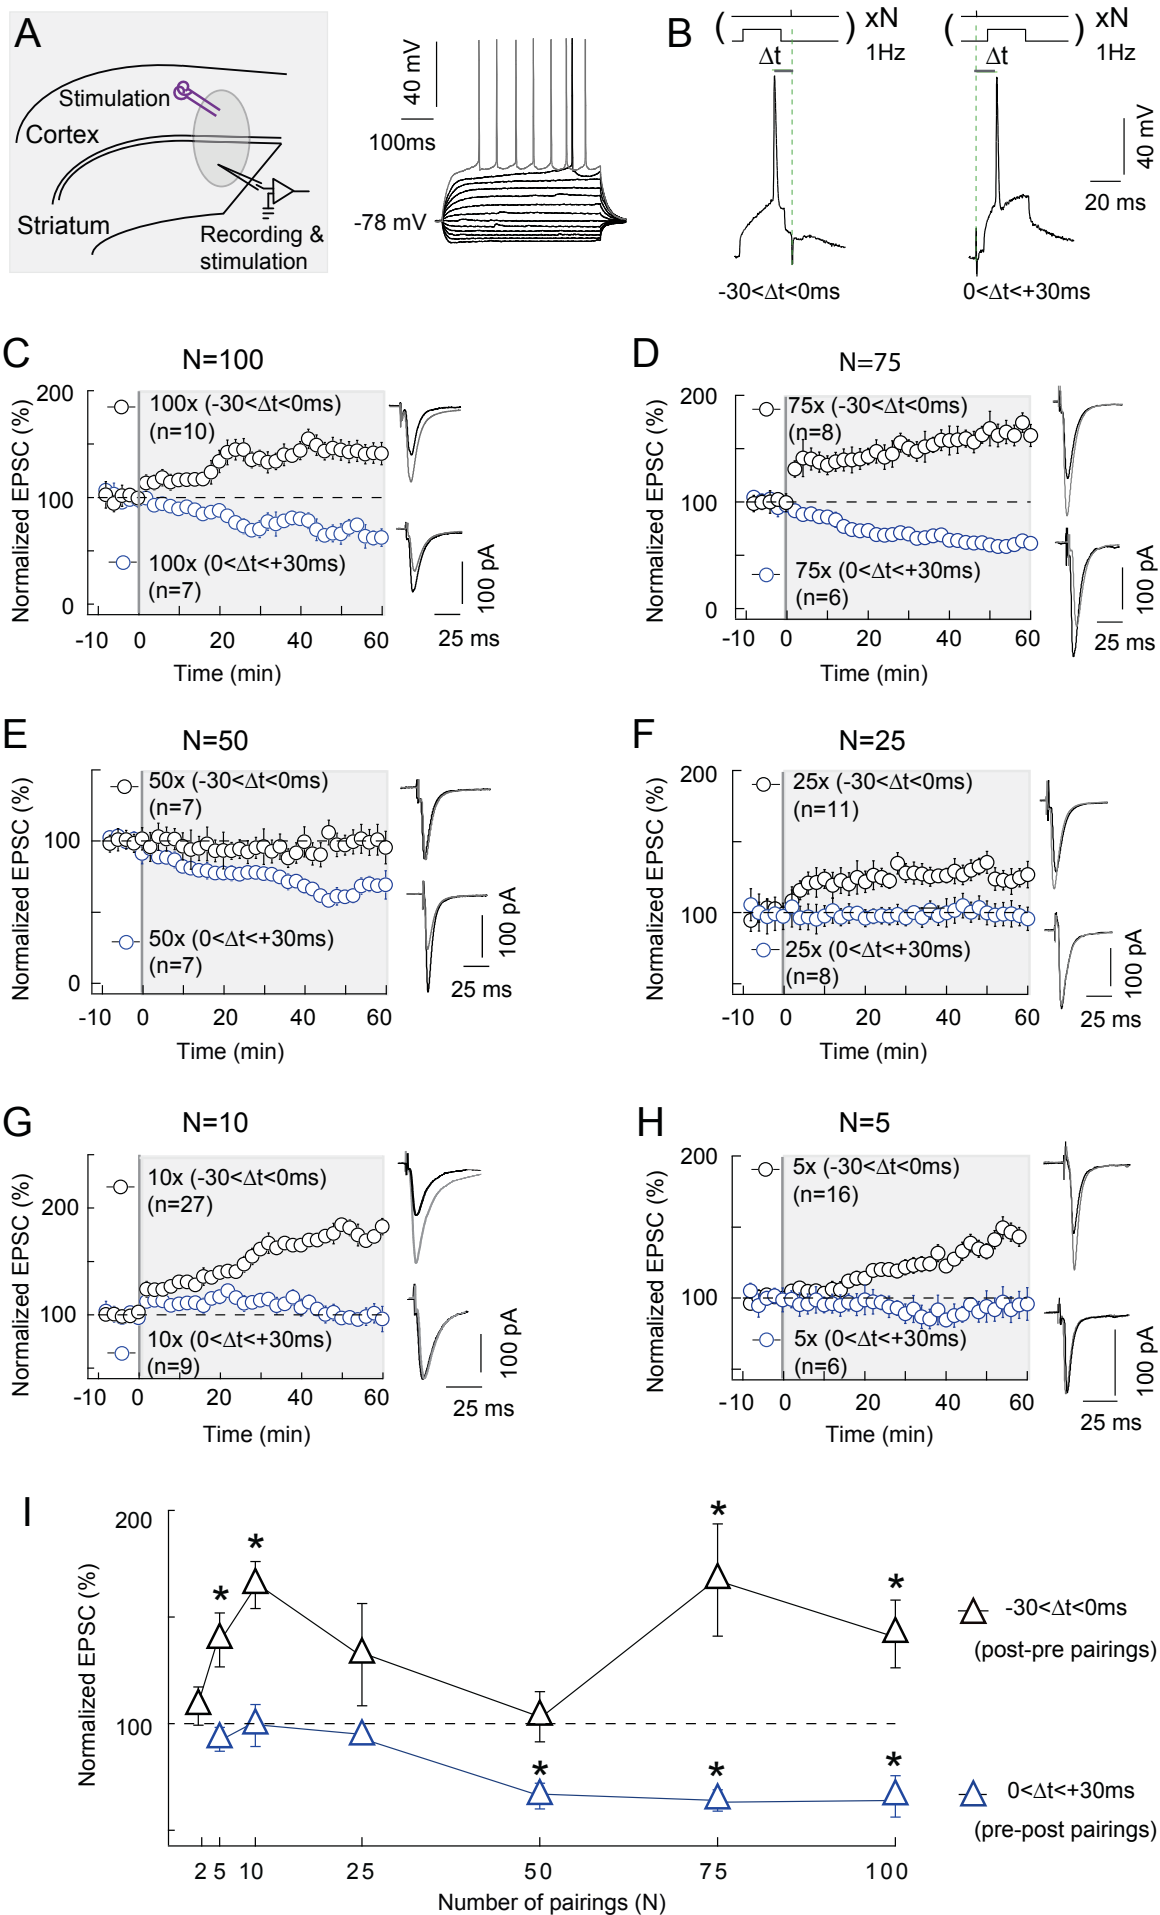 A
Stimulation
Cortex
Striatum
Recording &
stimulation
40 mV
100ms
-78 mV
B
( ) xN
1Hz
Δt
-30<Δt<0ms
( ) xN
1Hz
Δt
0<Δt<+30ms
40 mV
20 ms
C
N=100
Normalized EPSC (%)
200
100
0
100x (-30<Δt<0ms)
(n=10)
100x (0<Δt<+30ms)
(n=7)
-10 0 20 40 60
Time (min)
100 pA
25 ms
D
N=75
Normalized EPSC (%)
200
100
0
75x (-30<Δt<0ms)
(n=8)
75x (0<Δt<+30ms)
(n=6)
-10 0 20 40 60
Time (min)
100 pA
25 ms
E
N=50
Normalized EPSC (%)
100
0
50x (-30<Δt<0ms)
(n=7)
50x (0<Δt<+30ms)
(n=7)
-10 0 20 40 60
Time (min)
100 pA
25 ms
F
N=25
Normalized EPSC (%)
200
100
25x (-30<Δt<0ms)
(n=11)
25x (0<Δt<+30ms)
(n=8)
-10 0 20 40 60
Time (min)
100 pA
25 ms
G
N=10
Normalized EPSC (%)
200
100
10x (-30<Δt<0ms)
(n=27)
10x (0<Δt<+30ms)
(n=9)
-10 0 20 40 60
Time (min)
100 pA
25 ms
H
N=5
Normalized EPSC (%)
200
100
5x (-30<Δt<0ms)
(n=16)
5x (0<Δt<+30ms)
(n=6)
-10 0 20 40 60
Time (min)
100 pA
25 ms
I
Normalized EPSC (%)
200
100
* * * *
* * *
-30<Δt<0ms
(post-pre pairings)
0<Δt<+30ms
(pre-post pairings)
2 5 10 25 50 75 100
Number of pairings (N)